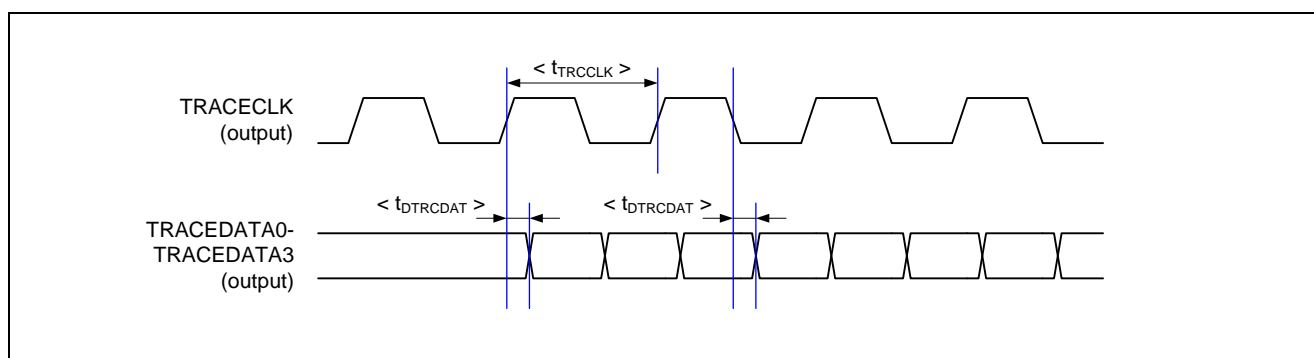 < tTRCCLK >
TRACECLK
(output)
< tDTRCDAT >
< tDTRCDAT >
TRACEDATA0-
TRACEDATA3
(output)